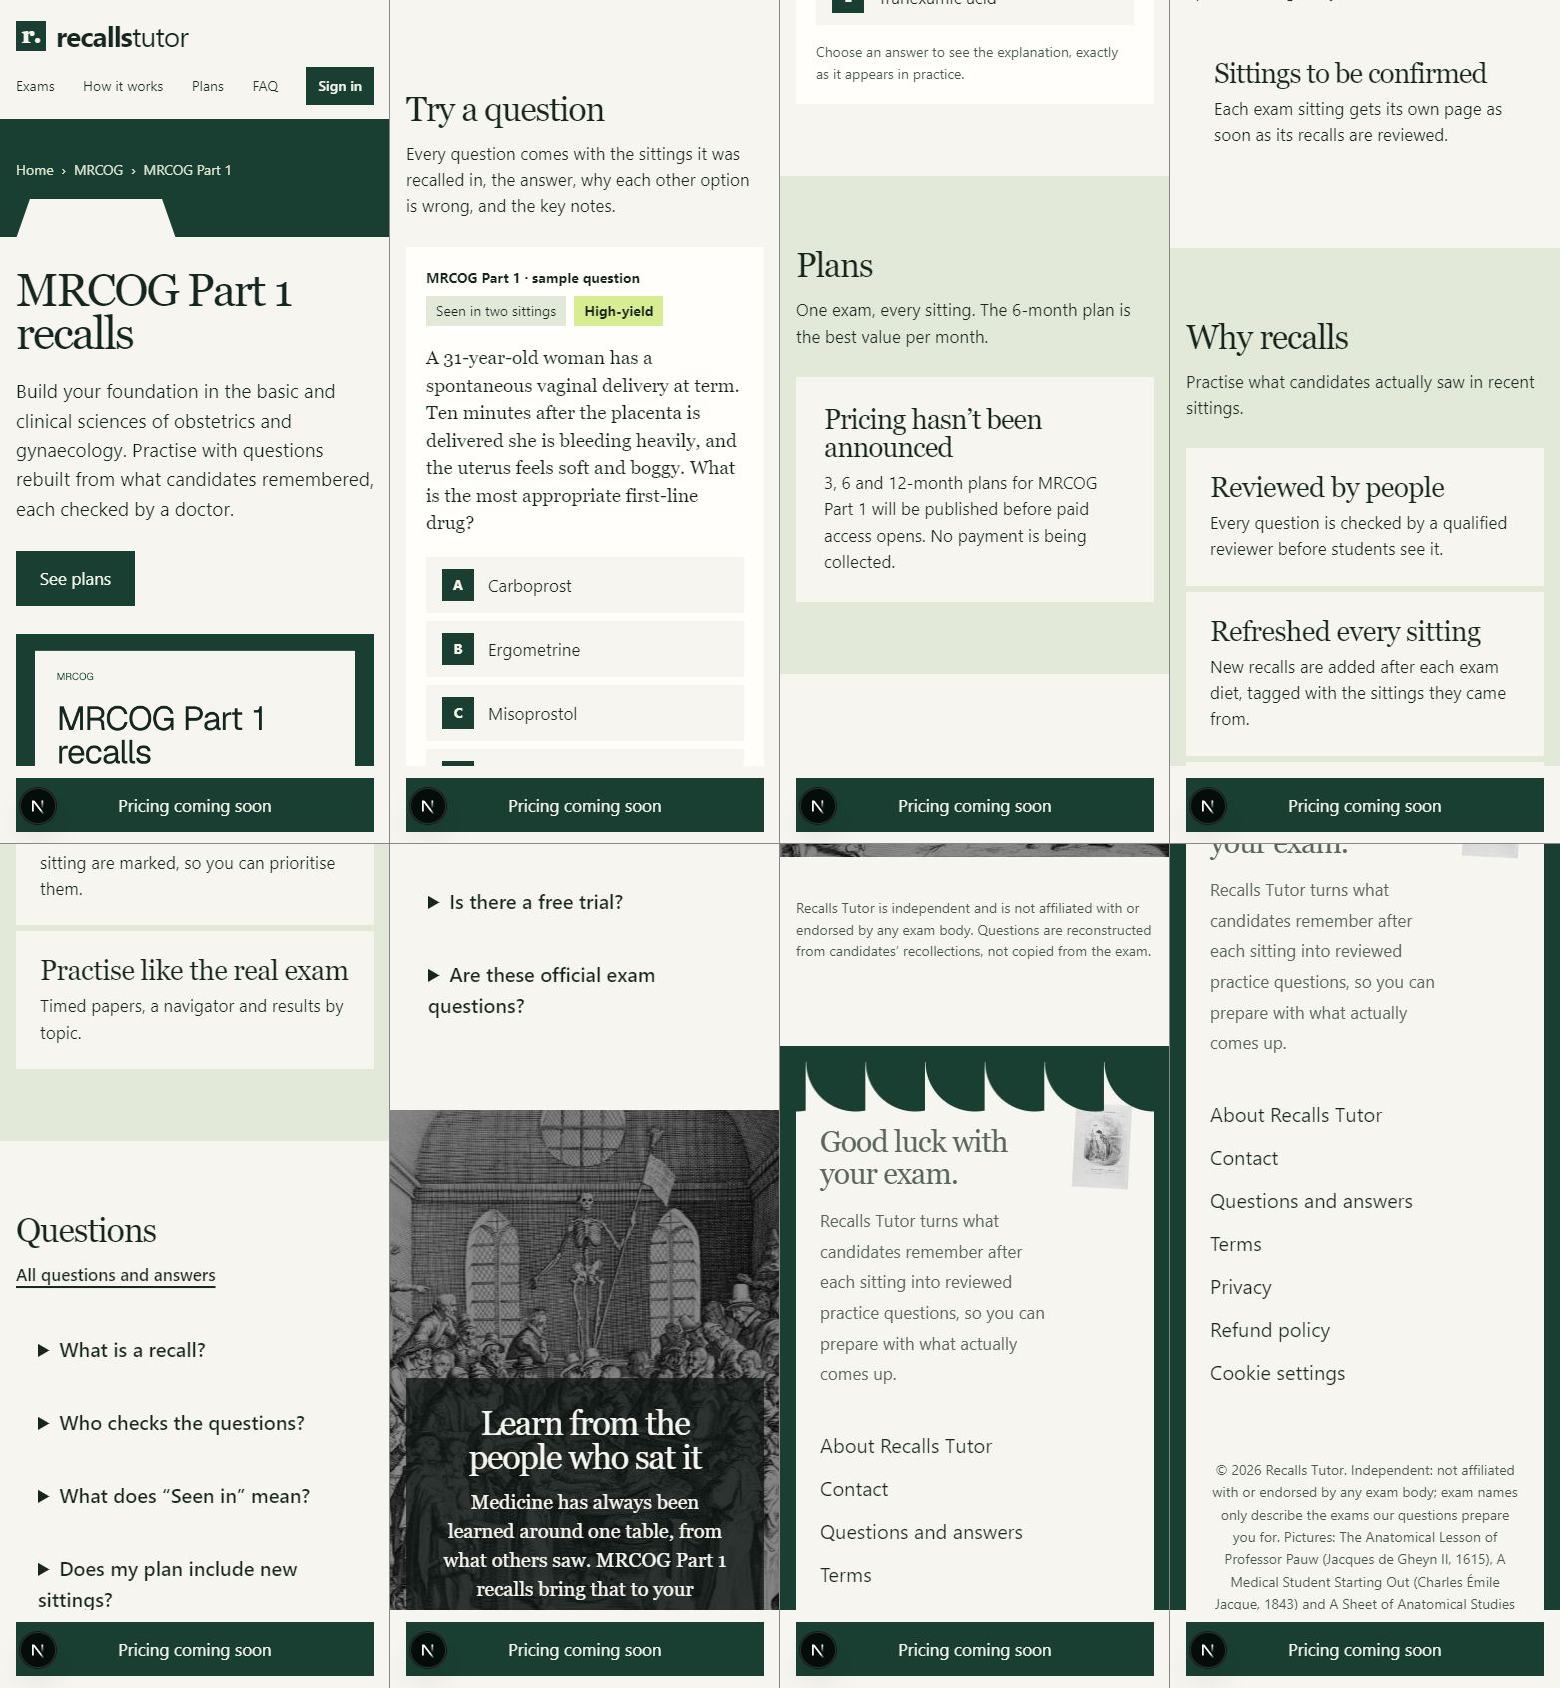 r. recallstutor
Exams How it works Plans FAQ Sign in
Home › MRCOG › MRCOG Part 1
MRCOG Part 1
recalls
Build your foundation in the basic and
clinical sciences of obstetrics and
gynaecology. Practise with questions
rebuilt from what candidates remembered,
each checked by a doctor.
See plans
MRCOG
MRCOG Part 1
recalls
N Pricing coming soon
Try a question
Every question comes with the sittings it was
recalled in, the answer, why each other option
is wrong, and the key notes.
MRCOG Part 1 · sample question
Seen in two sittings High-yield
A 31-year-old woman has a
spontaneous vaginal delivery at term.
Ten minutes after the placenta is
delivered she is bleeding heavily, and
the uterus feels soft and boggy. What
is the most appropriate first-line
drug?
A Carboprost
B Ergometrine
C Misoprostol
N Pricing coming soon
Tranexamic acid
Choose an answer to see the explanation, exactly
as it appears in practice.
Plans
One exam, every sitting. The 6-month plan is
the best value per month.
Pricing hasn’t been
announced
3, 6 and 12-month plans for MRCOG
Part 1 will be published before paid
access opens. No payment is being
collected.
N Pricing coming soon
Sittings to be confirmed
Each exam sitting gets its own page as
soon as its recalls are reviewed.
Why recalls
Practise what candidates actually saw in recent
sittings.
Reviewed by people
Every question is checked by a qualified
reviewer before students see it.
Refreshed every sitting
New recalls are added after each exam
diet, tagged with the sittings they came
from.
N Pricing coming soon
sitting are marked, so you can prioritise
them.
Practise like the real exam
Timed papers, a navigator and results by
topic.
Questions
All questions and answers
▶ What is a recall?
▶ Who checks the questions?
▶ What does “Seen in” mean?
▶ Does my plan include new
sittings?
N Pricing coming soon
▶ Is there a free trial?
▶ Are these official exam
questions?
Learn from the
people who sat it
Medicine has always been
learned around one table, from
what others saw. MRCOG Part 1
recalls bring that to your
N Pricing coming soon
Recalls Tutor is independent and is not affiliated with or
endorsed by any exam body. Questions are reconstructed
from candidates’ recollections, not copied from the exam.
Good luck with
your exam.
Recalls Tutor turns what
candidates remember after
each sitting into reviewed
practice questions, so you can
prepare with what actually
comes up.
About Recalls Tutor
Contact
Questions and answers
Terms
N Pricing coming soon
your exam.
Recalls Tutor turns what
candidates remember after
each sitting into reviewed
practice questions, so you can
prepare with what actually
comes up.
About Recalls Tutor
Contact
Questions and answers
Terms
Privacy
Refund policy
Cookie settings
© 2026 Recalls Tutor. Independent: not affiliated
with or endorsed by any exam body; exam names
only describe the exams our questions prepare
you for. Pictures: The Anatomical Lesson of
Professor Pauw (Jacques de Gheyn II, 1615), A
Medical Student Starting Out (Charles Émile
Jacque, 1843) and A Sheet of Anatomical Studies
N Pricing coming soon